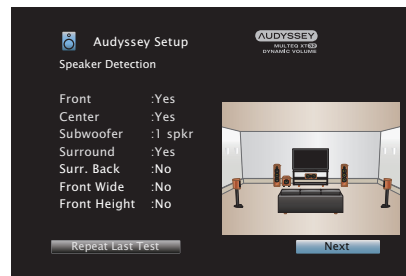 Audyssey Setup
AUDYSSEY
MULTEQ XT32
DYNAMIC VOLUME
Speaker Detection
Front :Yes
Center :Yes
Subwoofer :1 spkr
Surround :Yes
Surr. Back :No
Front Wide :No
Front Height :No
Repeat Last Test
Next